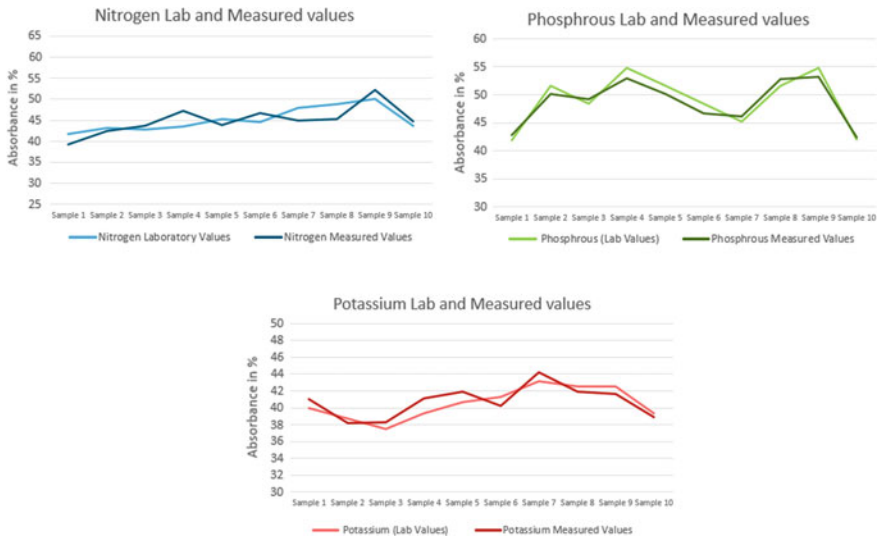 Nitrogen Lab and Measured values
Absorbance in %
65
60
55
50
45
40
35
30
25
Sample 1 Sample 2 Sample 3 Sample 4 Sample 5 Sample 6 Sample 7 Sample 8 Sample 9 Sample 10
Nitrogen Laboratory Values Nitrogen Measured Values
Phosphrous Lab and Measured values
Absorbance in %
60
55
50
45
40
35
30
Sample 1 Sample 2 Sample 3 Sample 4 Sample 5 Sample 6 Sample 7 Sample 8 Sample 9 Sample 10
Phosphrous (Lab Values) Phosphrous Measured Values
Potassium Lab and Measured values
Absorbance in %
50
48
46
44
42
40
38
36
34
32
30
Sample 1 Sample 2 Sample 3 Sample 4 Sample 5 Sample 6 Sample 7 Sample 8 Sample 9 Sample 10
Potassium (Lab Values) Potassium Measured Values